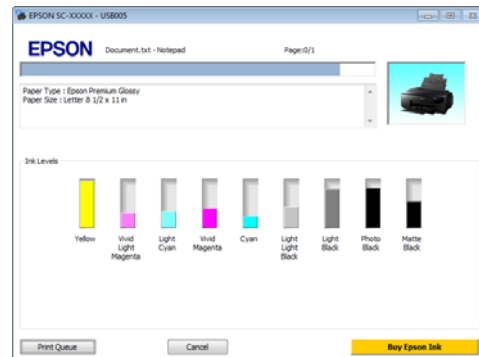 EPSON SC-XXXXX - USB005
EPSON Document.txt - Notepad Page:0/1
Paper Type : Epson Premium Glossy
Paper Size : Letter 8 1/2 x 11 in
Ink Levels
Yellow
Vivid
Light
Magenta
Light
Cyan
Vivid
Magenta
Cyan
Light
Light
Black
Light
Black
Photo
Black
Matte
Black
Print Queue Cancel Buy Epson Ink